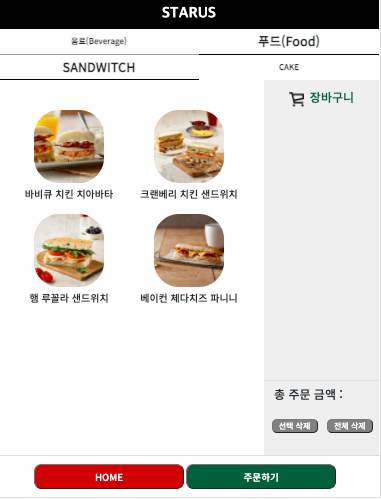 STARUS
음료(Beverage)
푸드(Food)
SANDWITCH
CAKE
장바구니
바비큐 치킨 치아바타
크랜베리 치킨 샌드위치
햄 루꼴라 샌드위치
베이컨 체다치즈 파니니
총 주문 금액 :
선택 삭제
전체 삭제
HOME
주문하기